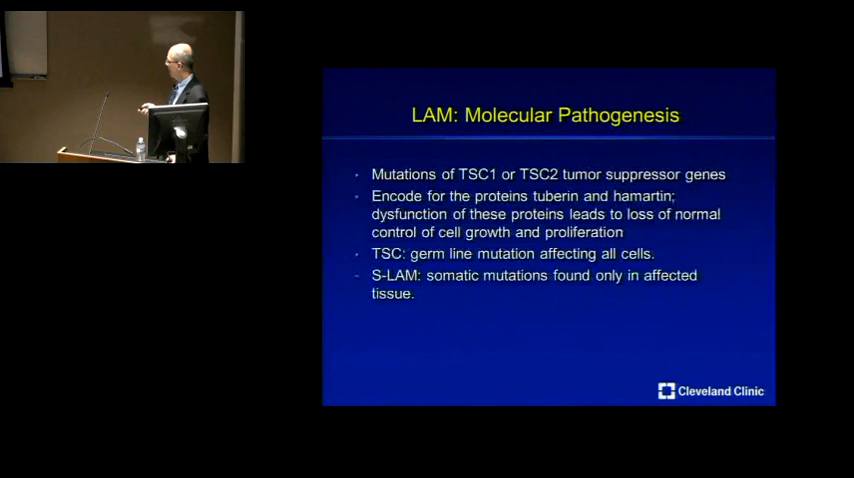 LAM: Molecular Pathogenesis
Mutations of TSC1 or TSC2 tumor suppressor genes
Encode for the proteins tuberin and hamartin;
dysfunction of these proteins leads to loss of normal
control of cell growth and proliferation
TSC: germ line mutation affecting all cells.
S-LAM: somatic mutations found only in affected
tissue.
Cleveland Clinic